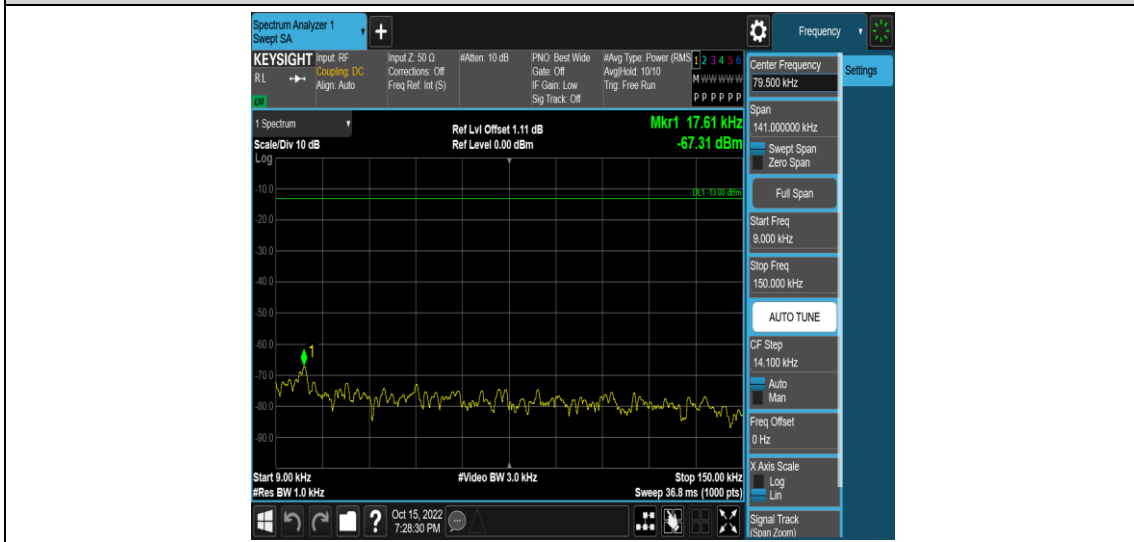 Spectrum Analyzer 1
Swept SA
+
Frequency
KEYSIGHT
RL
LXI
Input: RF
Coupling: DC
Align: Auto
Input Z: 50 Ω
Corrections: Off
Freq Ref: Int (S)
#Atten: 10 dB
PNO: Best Wide
Gate: Off
IF Gain: Low
Sig Track: Off
#Avg Type: Power (RMS
Avg|Hold: 10/10
Trig: Free Run
1 2 3 4 5 6
M W W W W W
P P P P P P
Center Frequency
79.500 kHz
Settings
Span
141.000000 kHz
Swept Span
Zero Span
Full Span
Start Freq
9.000 kHz
Stop Freq
150.000 kHz
AUTO TUNE
CF Step
14.100 kHz
Auto
Man
Freq Offset
0 Hz
X Axis Scale
Log
Lin
Signal Track
(Span Zoom)
1 Spectrum
Scale/Div 10 dB
Log
Ref Lvl Offset 1.11 dB
Ref Level 0.00 dBm
Mkr1 17.61 kHz
-67.31 dBm
DL1 -13.00 dBm
-10.0
-20.0
-30.0
-40.0
-50.0
-60.0
-70.0
-80.0
-90.0
1
Start 9.00 kHz
#Res BW 1.0 kHz
#Video BW 3.0 kHz
Stop 150.00 kHz
Sweep 36.8 ms (1000 pts)
?
Oct 15, 2022
7:28:30 PM